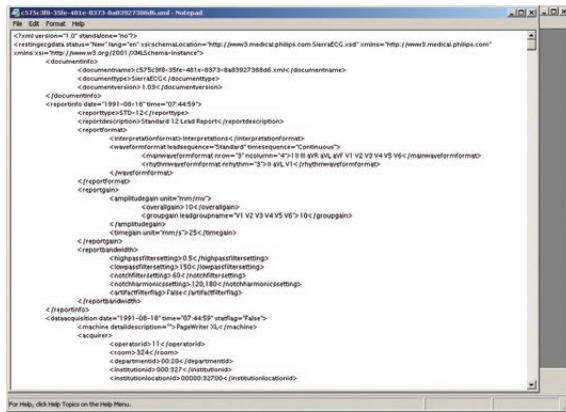 c575c3f8-35fe-481e-8373-0a83927388d6.xml - Notepad
File Edit Format Help
<?xml version="1.0" standalone="no"?>
<restingecgdata status="New" lang="en" xsi:schemaLocation="http://www3.medical.philips.com SierraECG.xsd" xmlns="http://www3.medical.philips.com"
xmlns:xsi="http://www.w3.org/2001/XMLSchema-instance">
<documentinfo>
<documentname>c575c3f8-35fe-481e-8373-0a83927388d6.xml</documentname>
<documenttype>SierraECG</documenttype>
<documentversion>1.03</documentversion>
</documentinfo>
<reportinfo date="1991-08-18" time="07:44:59">
<reporttype>STD-12</reporttype>
<reportdescription>Standard 12 Lead Report</reportdescription>
<reportformat>
<interpretationformat>Interpretations</interpretationformat>
<waveformformat leadsequence="Standard" timesequence="Continuous">
<mainwaveformformat nrow="3" ncolumn="4">I II III aVR aVL aVF V1 V2 V3 V4 V5 V6</mainwaveformformat>
<rhythmwaveformformat nrhythm="3">II aVL V1</rhythmwaveformformat>
</waveformformat>
</reportformat>
<reportgain>
<amplitudegain unit="mm/mv">
<overallgain>10</overallgain>
<groupgain leadgroupname="V1 V2 V3 V4 V5 V6">10</groupgain>
</amplitudegain>
<timegain unit="mm/s">25</timegain>
</reportgain>
<reportbandwidth>
<highpassfiltersetting>0.5</highpassfiltersetting>
<lowpassfiltersetting>150</lowpassfiltersetting>
<notchfiltersetting>60</notchfiltersetting>
<notchharmonicssetting>120,180</notchharmonicssetting>
<artifactfilterflag>False</artifactfilterflag>
</reportbandwidth>
</reportinfo>
<dataacquisition date="1991-08-18" time="07:44:59" statflag="False">
<machine detaildescription="">PageWriter XL</machine>
<acquirer>
<operatorid>11</operatorid>
<room>324</room>
<departmentid>00:20</departmentid>
<institutionid>000:327</institutionid>
<institutionlocationid>00000:32700</institutionlocationid>
For Help, click Help Topics on the Help Menu.